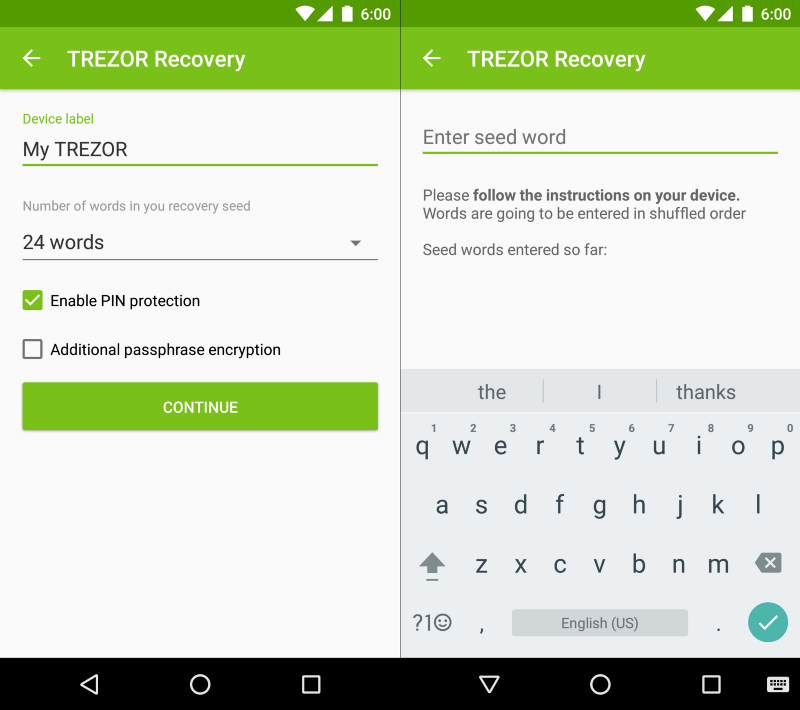 6:00
TREZOR Recovery
Device label
My TREZOR
Number of words in you recovery seed
24 words
Enable PIN protection
Additional passphrase encryption
CONTINUE
6:00
TREZOR Recovery
Enter seed word
Please follow the instructions on your device.
Words are going to be entered in shuffled order
Seed words entered so far:
the I thanks
1 2 3 4 5 6 7 8 9 0
q w e r t y u i o p
a s d f g h j k l
z x c v b n m
?1☺ , English (US) .